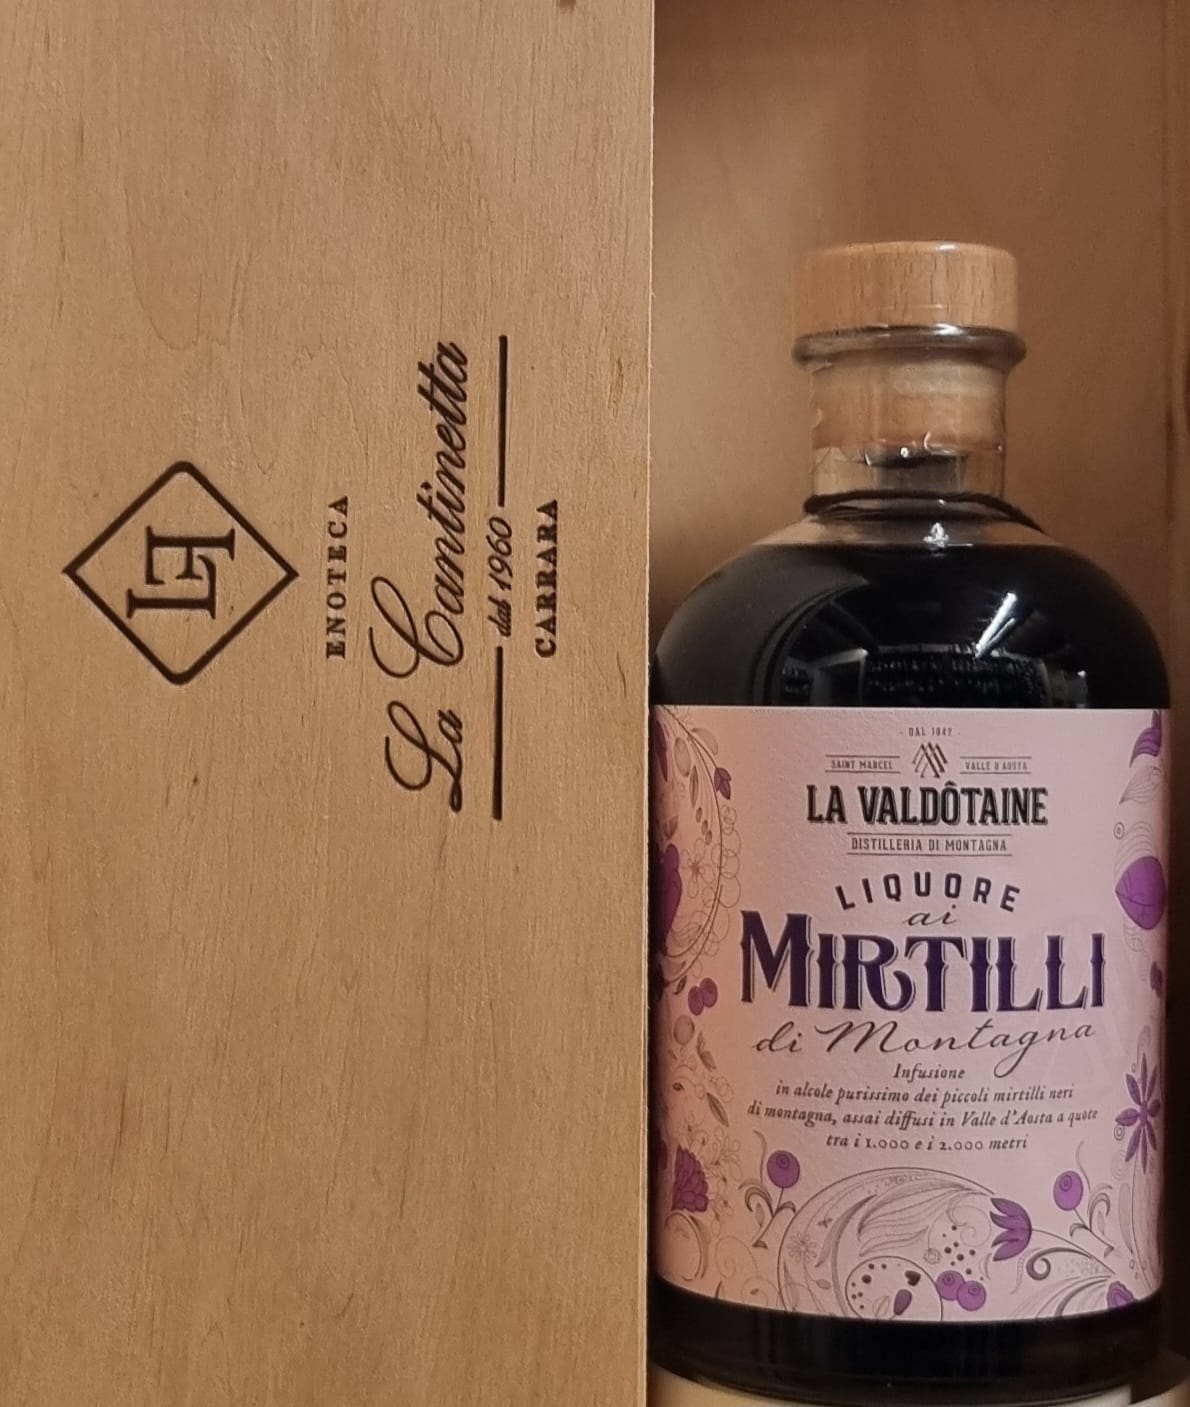 LF
ENOTECA
La Cantinetta
dal 1960
CARRARA
DAL 1847
SAINT MARCEL VALLE D'AOSTA
LA VALDÔTAINE
DISTILLERIA DI MONTAGNA
LIQUORE
ai
MIRTILLI
di Montagna
Infusione
in alcole purissimo dei piccoli mirtilli neri
di montagna, assai diffusi in Valle d'Aosta a quote
tra i 1.000 e i 2.000 metri